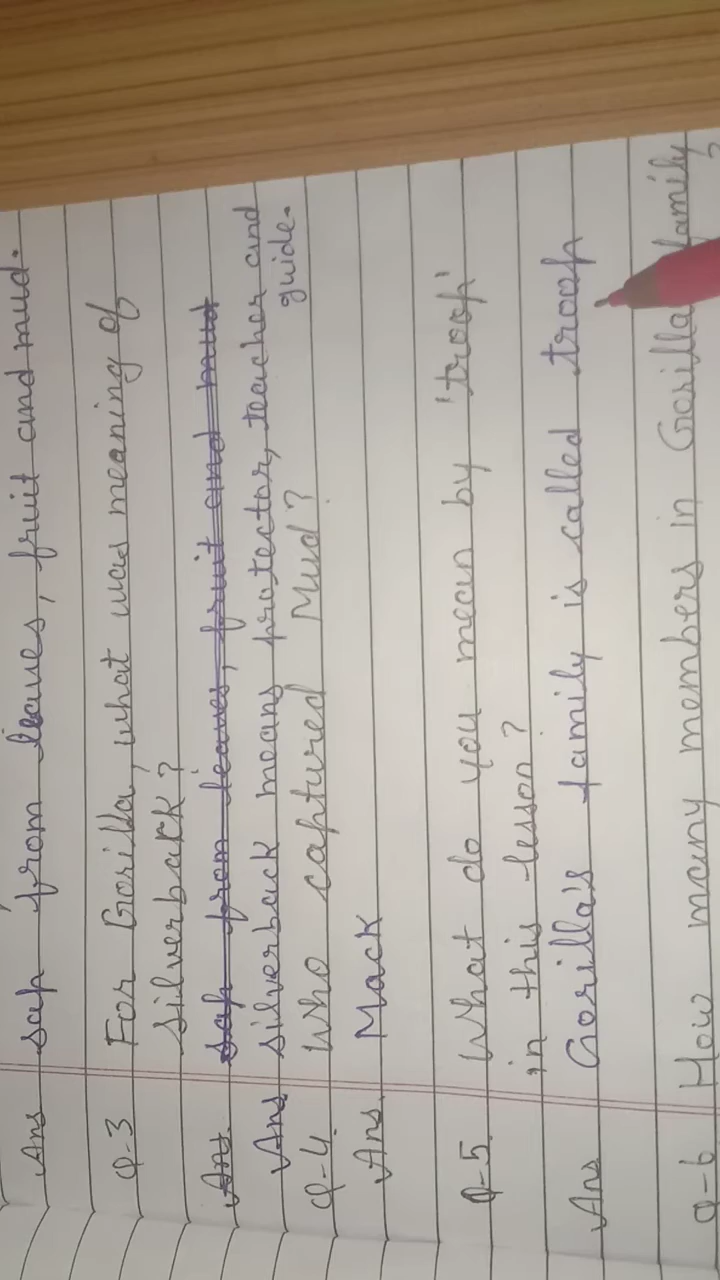 Ans sap from leaves, fruit and mud.
Q-3 For Gorilla, what was meaning of
silverback?
Ans. sap from leaves, fruit and mud
Ans silverback means protector, teacher and
guide.
Q-4. Who captured Mud?
Ans. Mack
Q-5. What do you mean by 'troop'
in this lesson?
Ans Gorilla's family is called troop
Q-6 How many members in Gorilla family
?